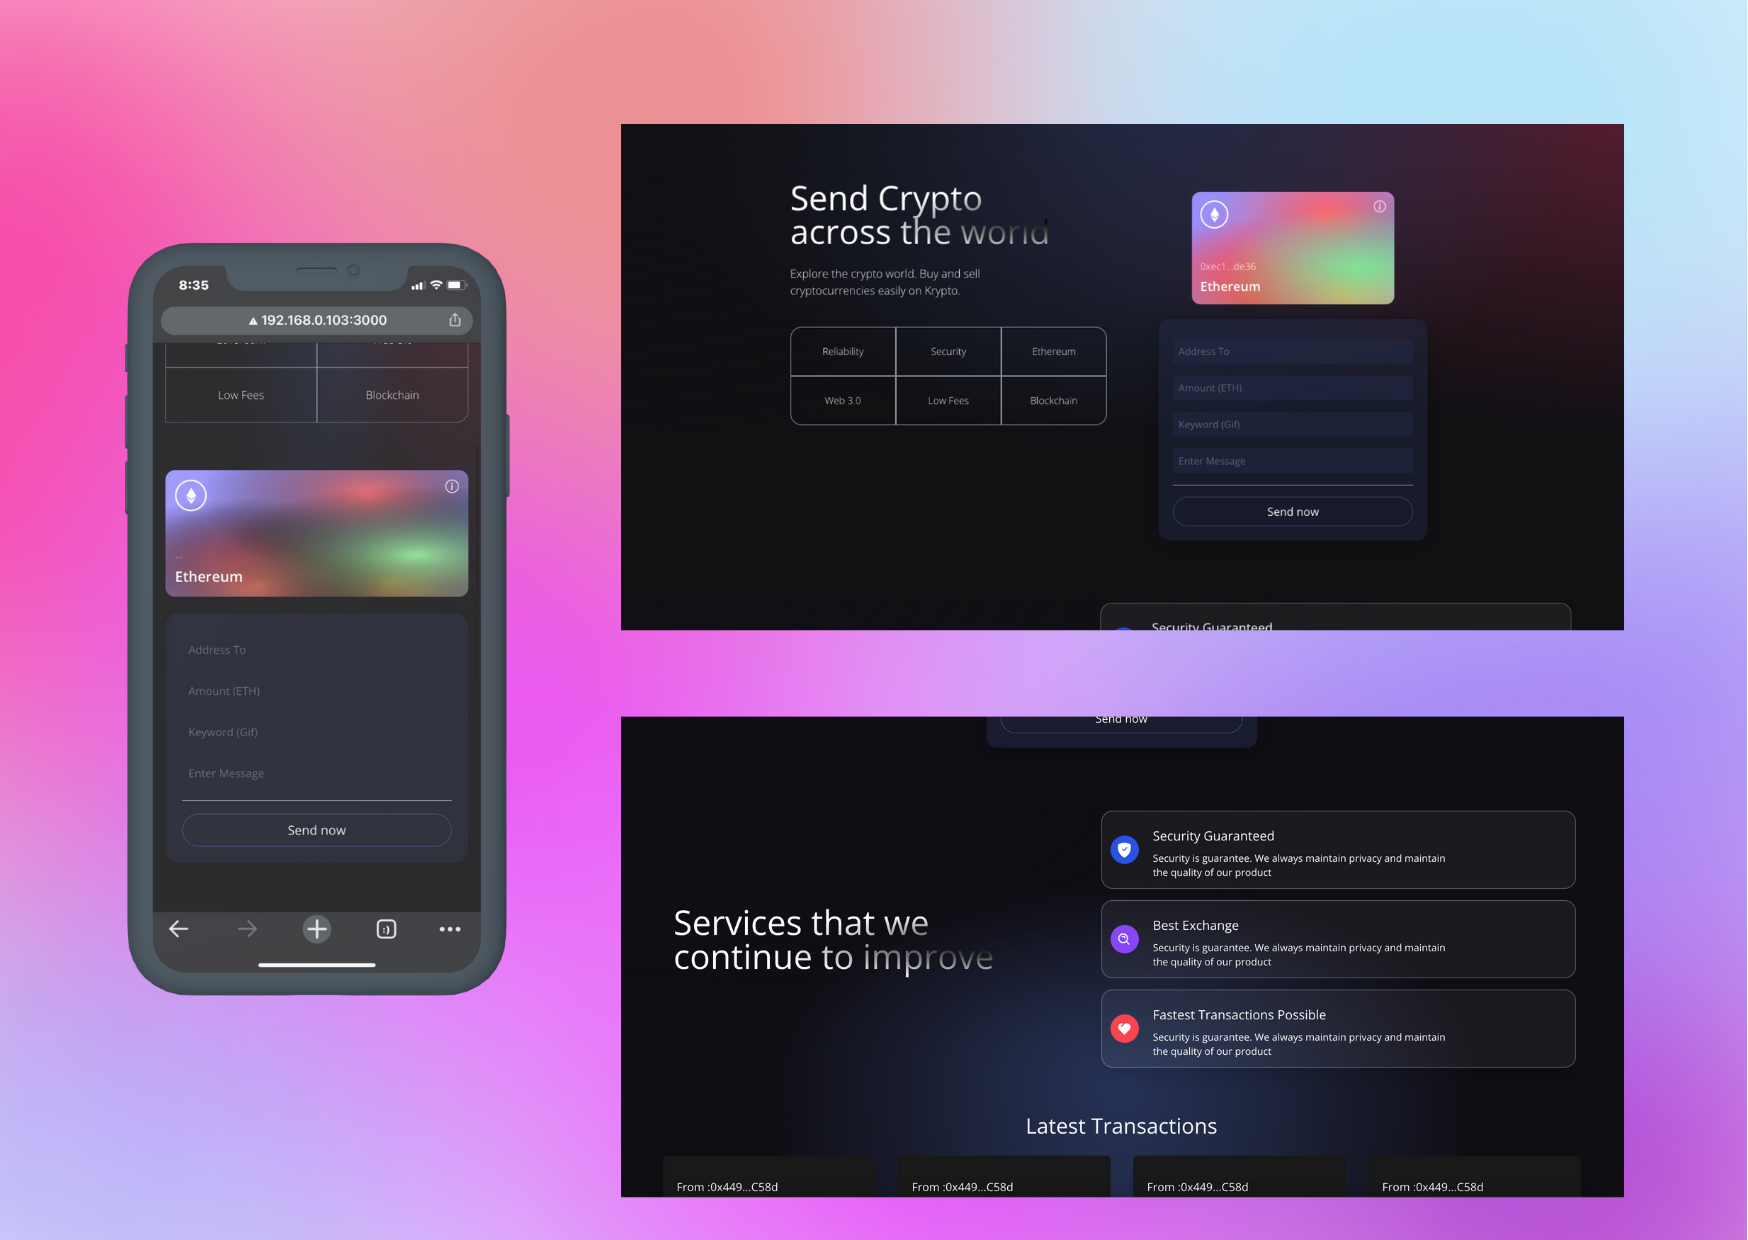 8:35
192.168.0.103:3000
Low Fees
Blockchain
...
Ethereum
Address To
Amount (ETH)
Keyword (Gif)
Enter Message
Send now
Send Crypto
across the world
Explore the crypto world. Buy and sell
cryptocurrencies easily on Krypto.
Reliability
Security
Ethereum
Web 3.0
Low Fees
Blockchain
0xec1...de36
Ethereum
Address To
Amount (ETH)
Keyword (Gif)
Enter Message
Send now
Security Guaranteed
Send now
Services that we
continue to improve
Security Guaranteed
Security is guarantee. We always maintain privacy and maintain
the quality of our product
Best Exchange
Security is guarantee. We always maintain privacy and maintain
the quality of our product
Fastest Transactions Possible
Security is guarantee. We always maintain privacy and maintain
the quality of our product
Latest Transactions
From :0x449...C58d
From :0x449...C58d
From :0x449...C58d
From :0x449...C58d